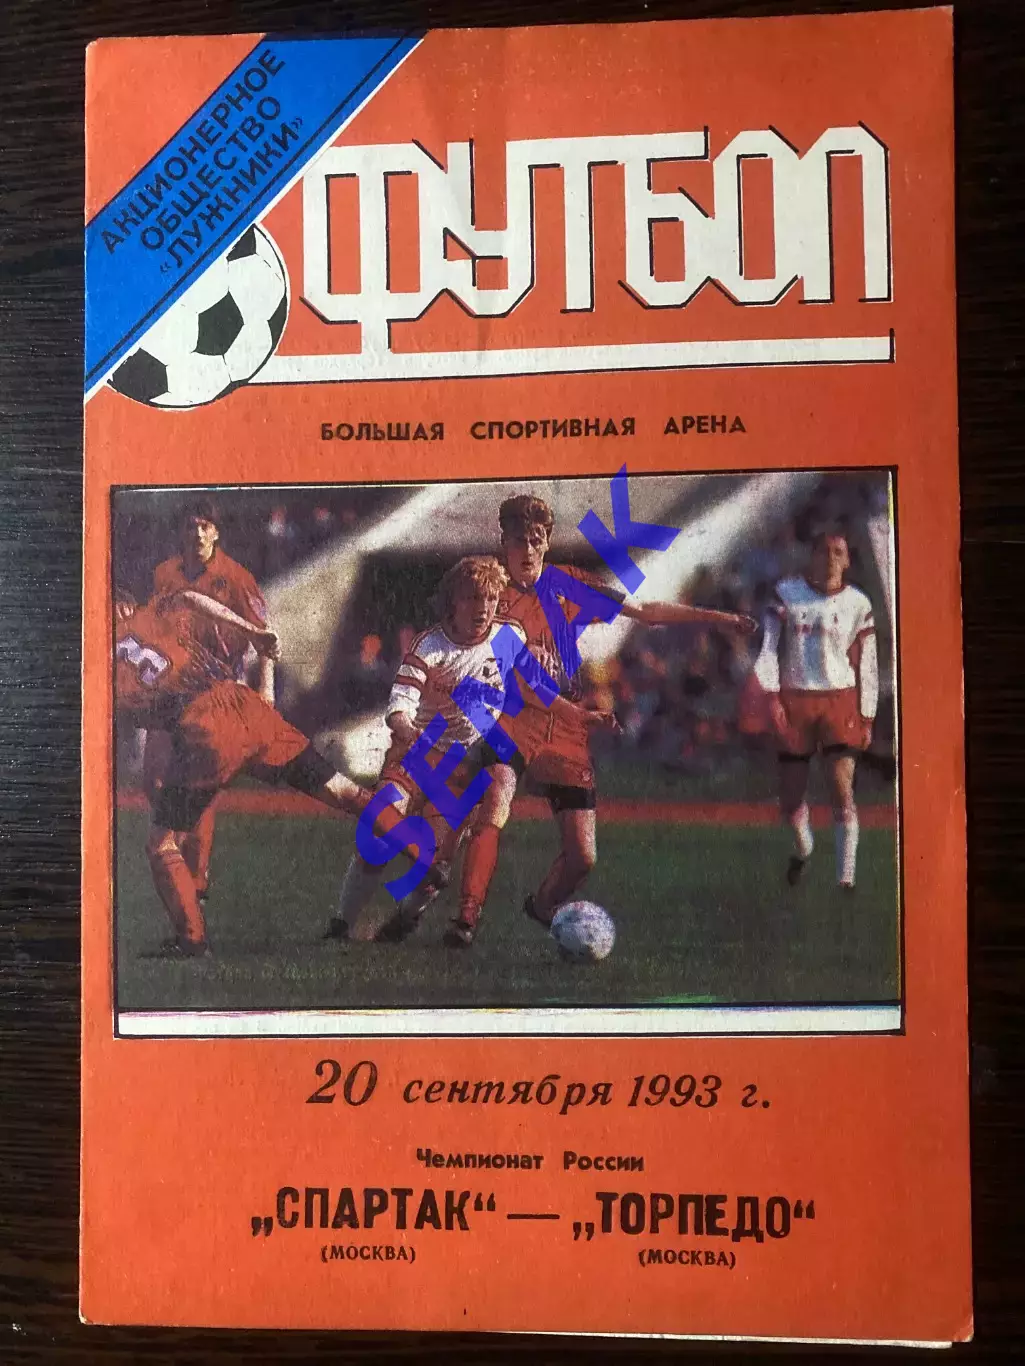 АКЦИОНЕРНОЕ
ОБЩЕСТВО
«ЛУЖНИКИ»
ФУТБОЛ
БОЛЬШАЯ СПОРТИВНАЯ АРЕНА
SEMAK
20 сентября 1993 г.
Чемпионат России
„СПАРТАК“ — „ТОРПЕДО“
(МОСКВА) (МОСКВА)